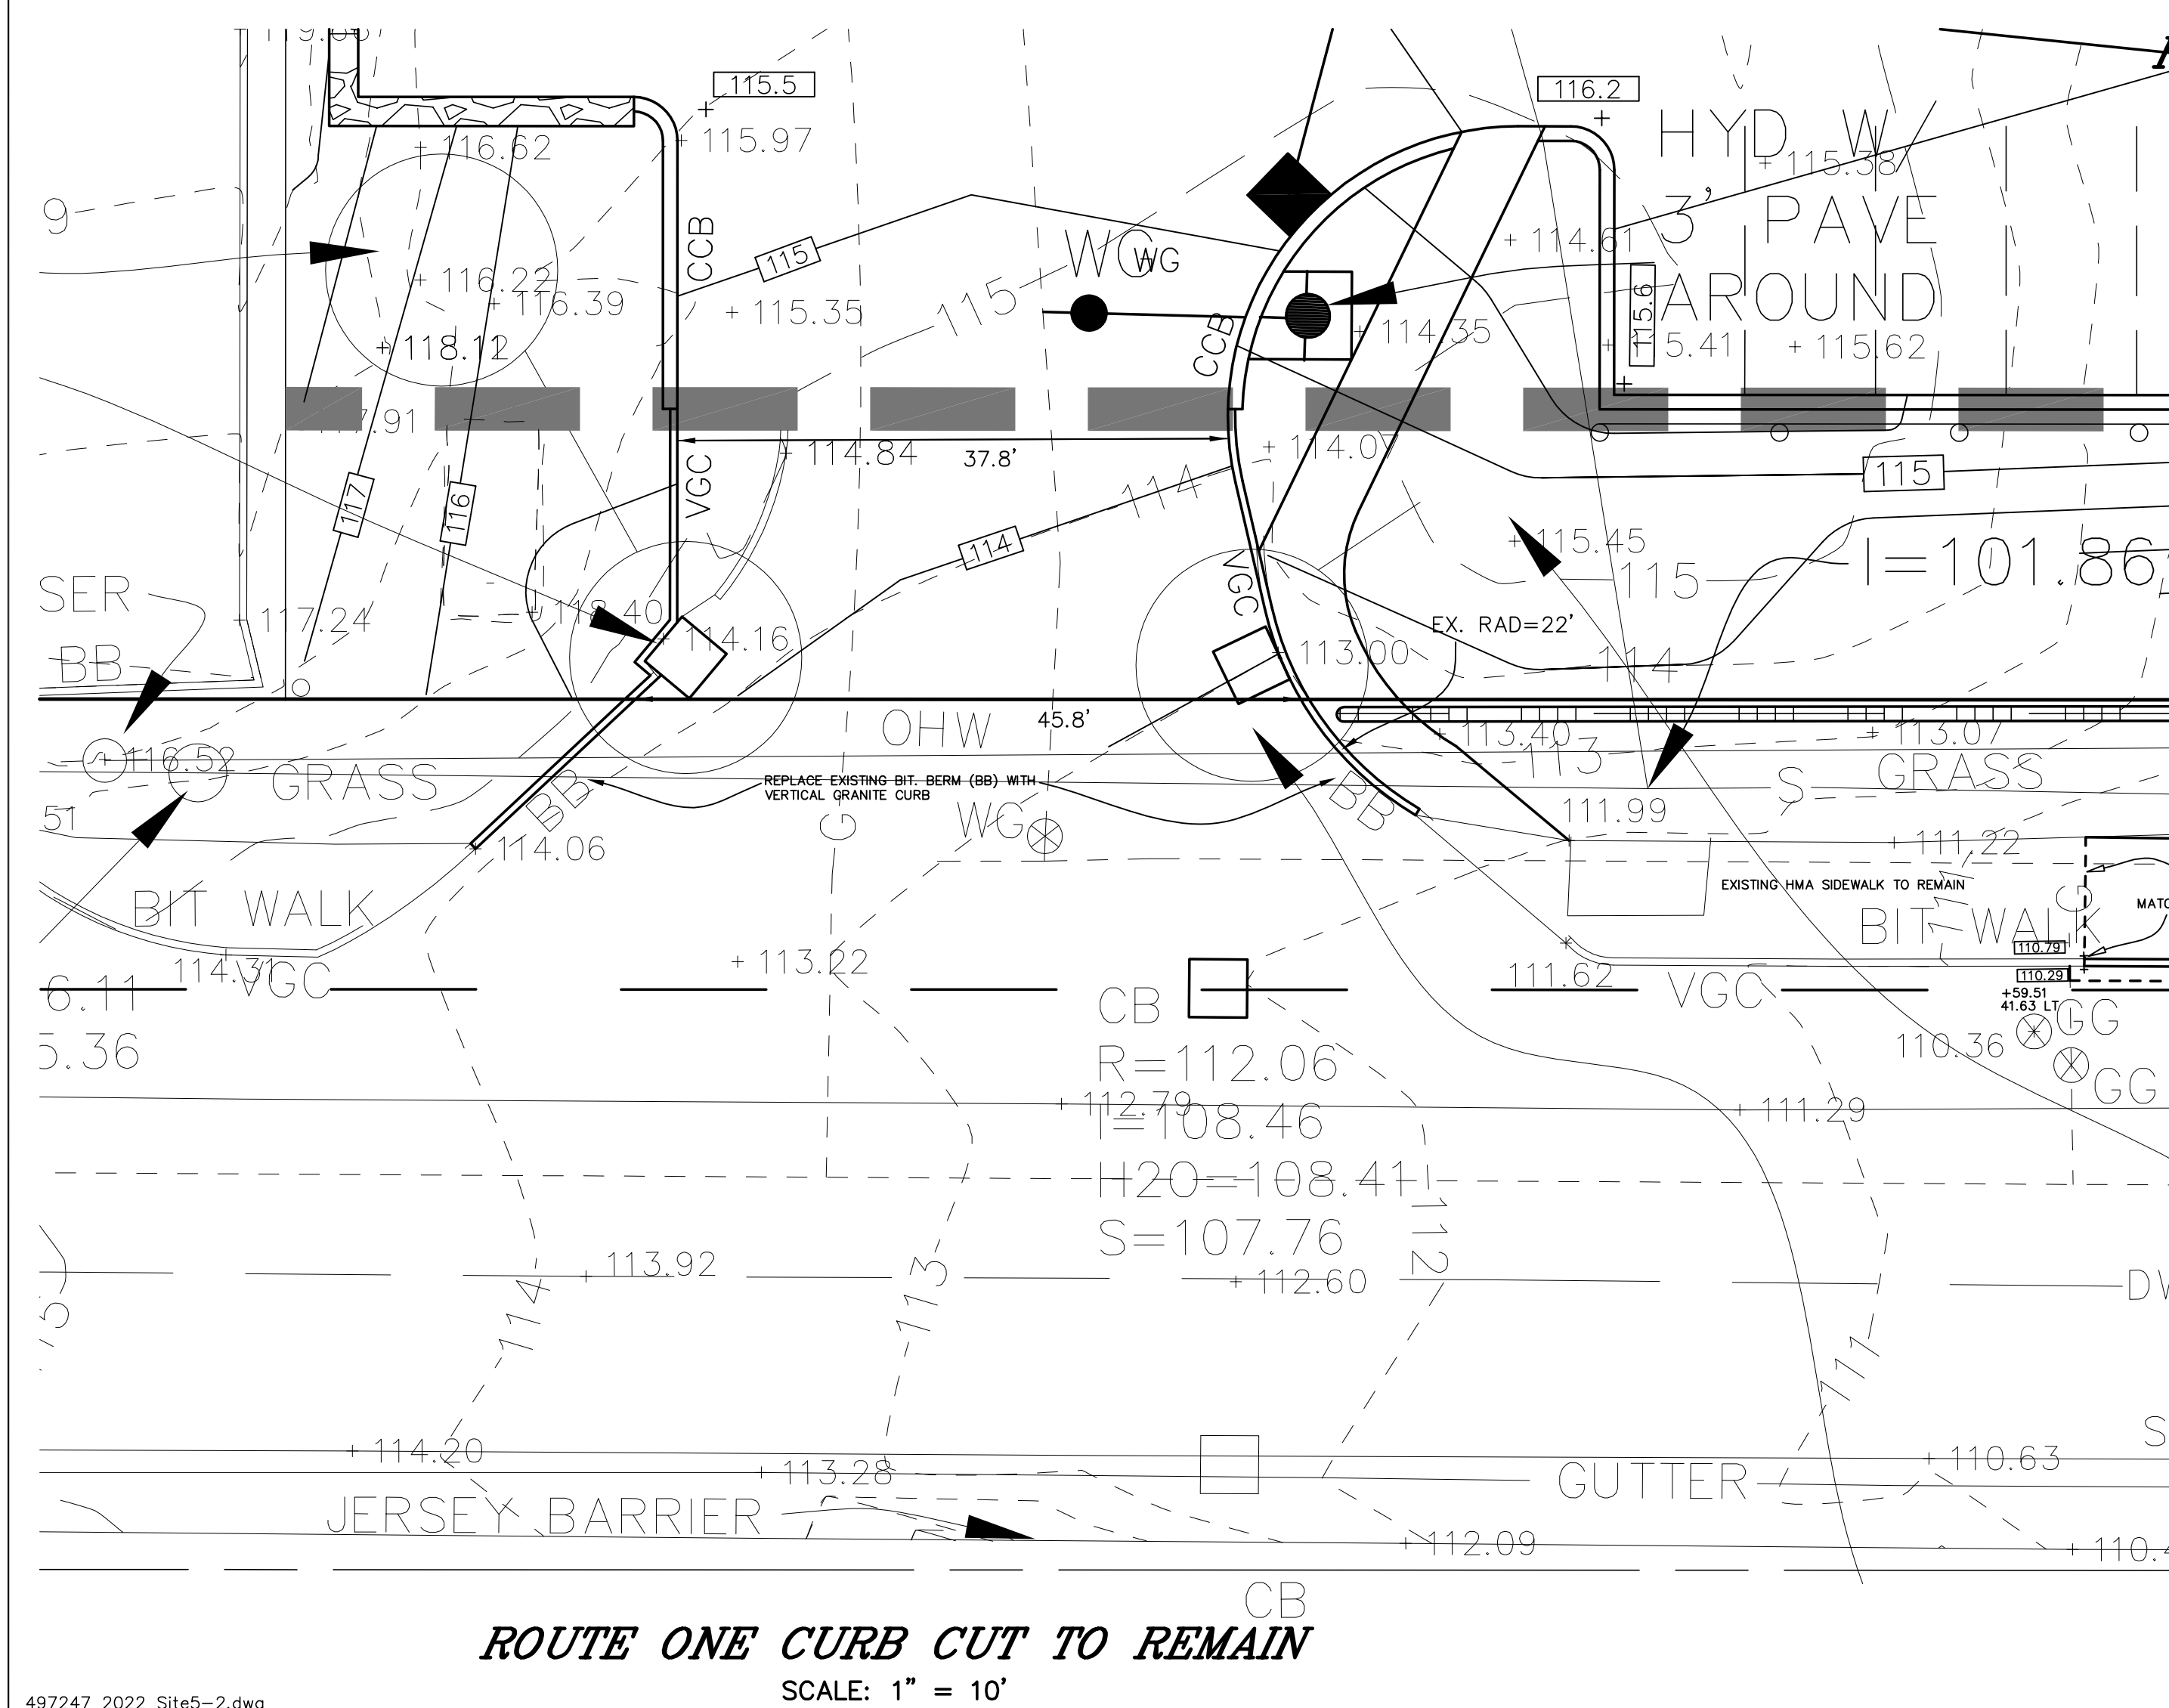 115.5
116.2
+ 116.62
+ 115.97
HYD W
+ 115.38
3' PAVE
AROUND
9
CCB
115
WG
WG
+ 114.61
+ 116.22
+ 116.39
+ 115.35
115
CCB
+ 114.35
115.6
115.41
+ 115.62
+ 118.12
+ 114.84
37.8'
+ 114.07
117
116
VGC
114
114
115
+ 115.45
115
I=101.86
SER
BB
+ 117.24
+ 118.40
+ 114.16
VGC
EX. RAD=22'
+ 113.00
114
OHW
45.8'
+ 113.40
113
+ 113.07
+ 116.52
GRASS
BB
REPLACE EXISTING BIT. BERM (BB) WITH
VERTICAL GRANITE CURB
BB
S
GRASS
51
G
WG
111.99
+ 114.06
+ 111.22
EXISTING HMA SIDEWALK TO REMAIN
BIT WALK
BIT WALK
G
111
110.79
110.29
+59.51
41.63 LT
114.31
VGC
+ 113.22
111.62
VGC
6.11
5.36
CB
R=112.06
I=108.46
H2O=108.41
S=107.76
+ 112.79
GG
110.36
GG
+ 111.29
112
+ 113.92
+ 112.60
114
113
111
+ 114.20
+ 113.28
GUTTER
+ 110.63
S
JERSEY BARRIER
+ 112.09
CB
ROUTE ONE CURB CUT TO REMAIN
SCALE: 1" = 10'
497247_2022_Site5-2.dwg